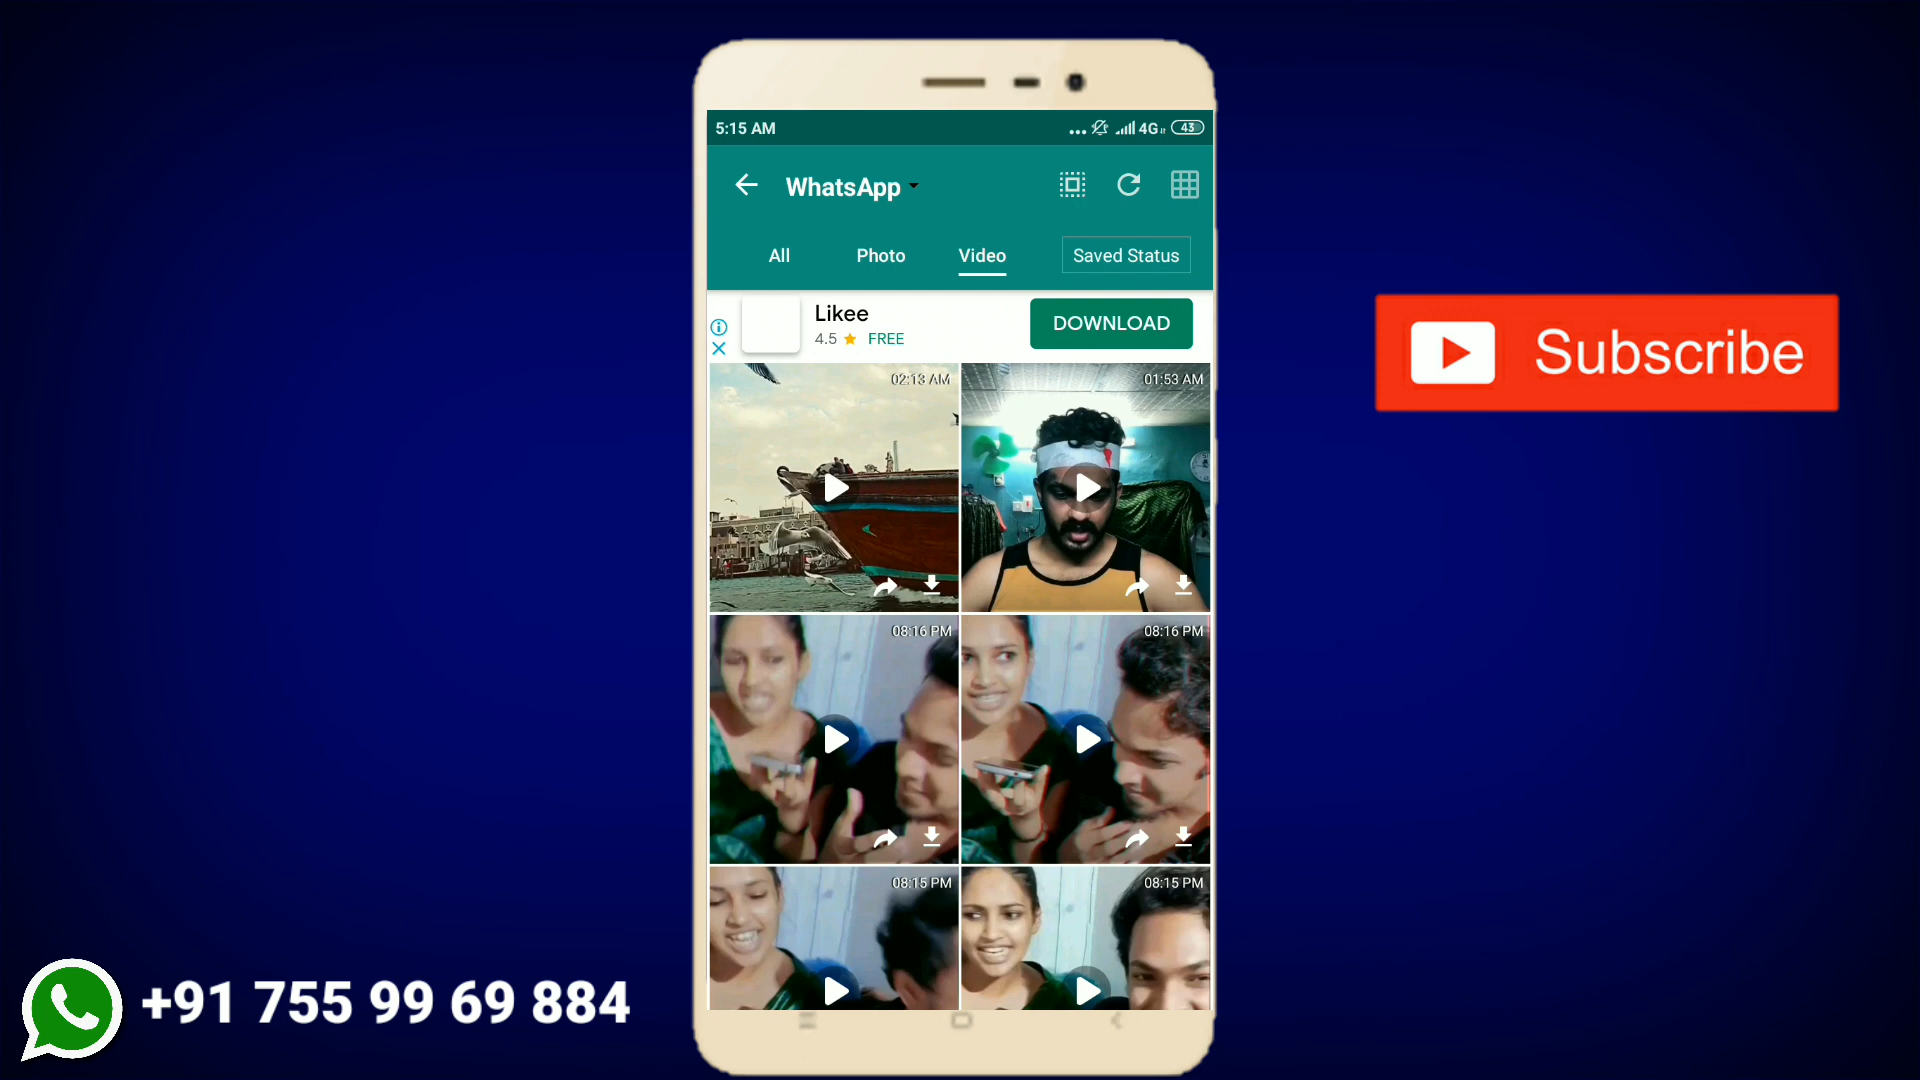 5:15 AM
4G
43
WhatsApp
All
Photo
Video
Saved Status
Likee
4.5 FREE
DOWNLOAD
02:13 AM
01:53 AM
08:16 PM
08:16 PM
08:15 PM
08:15 PM
Subscribe
+91 755 99 69 884